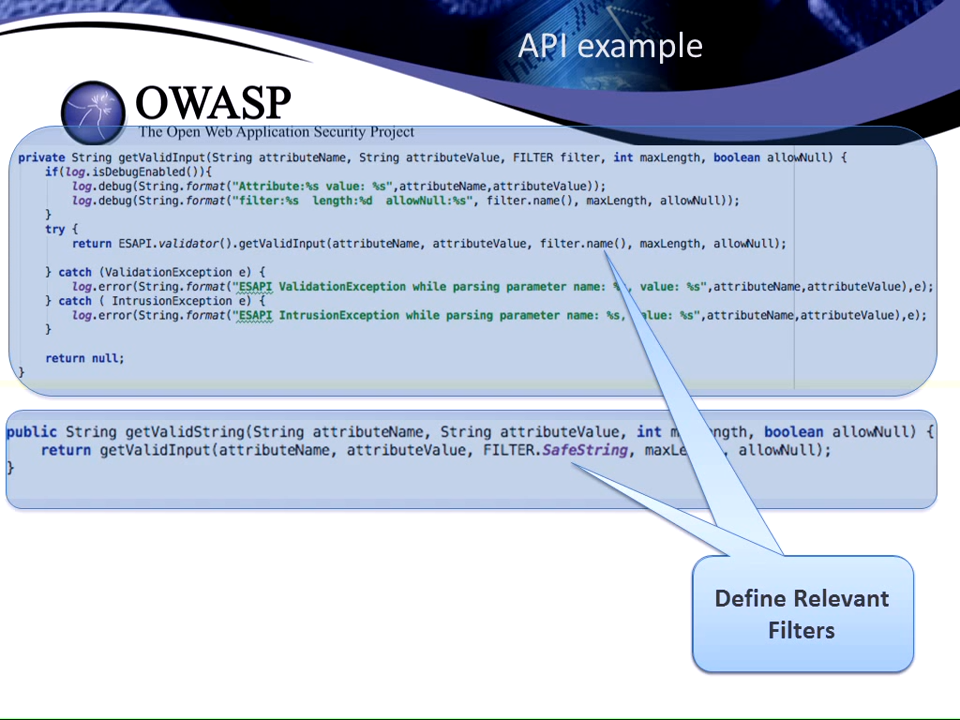 API example
OWASP
The Open Web Application Security Project
private String getValidInput(String attributeName, String attributeValue, FILTER filter, int maxLength, boolean allowNull) {
if(log.isDebugEnabled()){
log.debug(String.format("Attribute:%s value: %s",attributeName,attributeValue));
log.debug(String.format("filter:%s length:%d allowNull:%s", filter.name(), maxLength, allowNull));
}
try {
return ESAPI.validator().getValidInput(attributeName, attributeValue, filter.name(), maxLength, allowNull);
} catch (ValidationException e) {
log.error(String.format("ESAPI ValidationException while parsing parameter name: %s, value: %s",attributeName,attributeValue),e);
} catch ( IntrusionException e) {
log.error(String.format("ESAPI IntrusionException while parsing parameter name: %s, value: %s",attributeName,attributeValue),e);
}
return null;
}
public String getValidString(String attributeName, String attributeValue, int maxLength, boolean allowNull) {
return getValidInput(attributeName, attributeValue, FILTER.SafeString, maxLength, allowNull);
}
Define Relevant
Filters